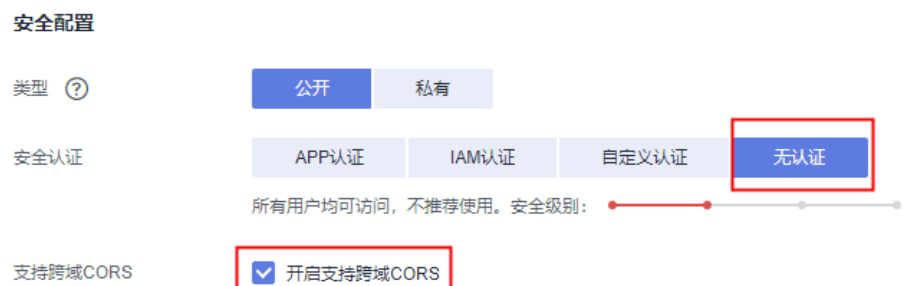 安全配置
类型 ? 公开 私有
安全认证 APP认证 IAM认证 自定义认证 无认证
所有用户均可访问，不推荐使用。安全级别：
支持跨域CORS 开启支持跨域CORS